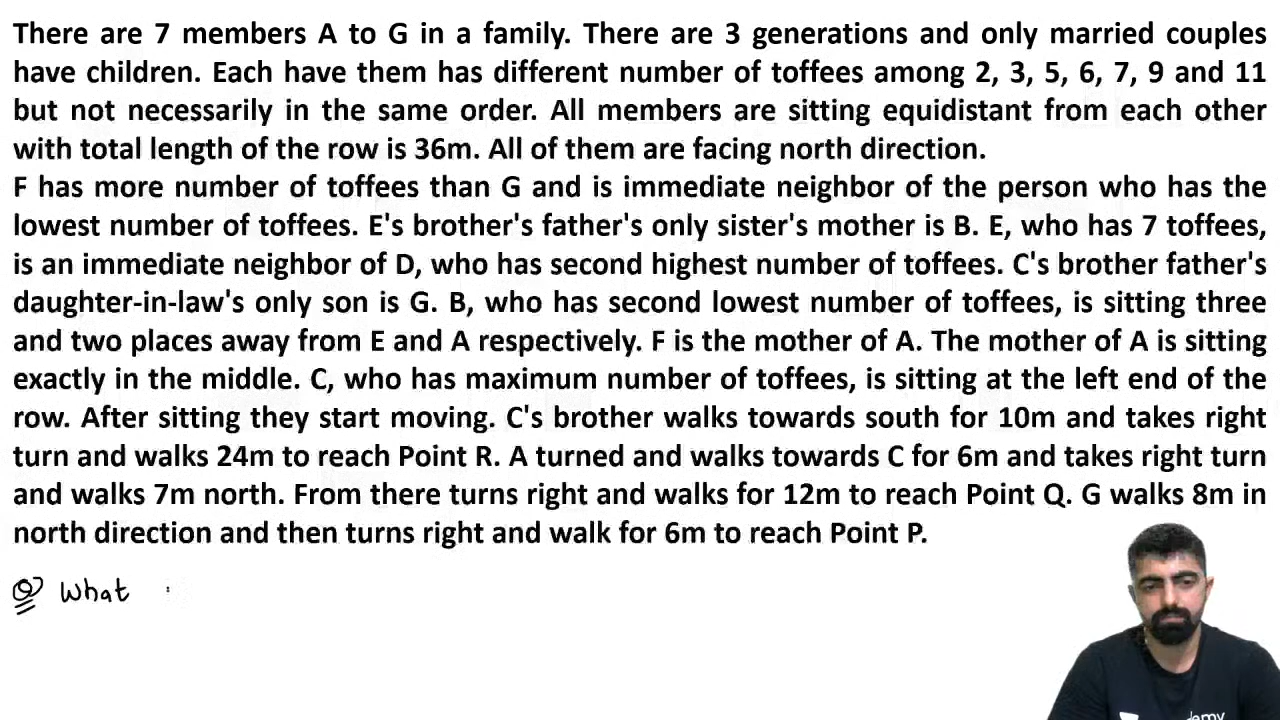 There are 7 members A to G in a family. There are 3 generations and only married couples
have children. Each have them has different number of toffees among 2, 3, 5, 6, 7, 9 and 11
but not necessarily in the same order. All members are sitting equidistant from each other
with total length of the row is 36m. All of them are facing north direction.
F has more number of toffees than G and is immediate neighbor of the person who has the
lowest number of toffees. E's brother's father's only sister's mother is B. E, who has 7 toffees,
is an immediate neighbor of D, who has second highest number of toffees. C's brother father's
daughter-in-law's only son is G. B, who has second lowest number of toffees, is sitting three
and two places away from E and A respectively. F is the mother of A. The mother of A is sitting
exactly in the middle. C, who has maximum number of toffees, is sitting at the left end of the
row. After sitting they start moving. C's brother walks towards south for 10m and takes right
turn and walks 24m to reach Point R. A turned and walks towards C for 6m and takes right turn
and walks 7m north. From there turns right and walks for 12m to reach Point Q. G walks 8m in
north direction and then turns right and walk for 6m to reach Point P.
Q What